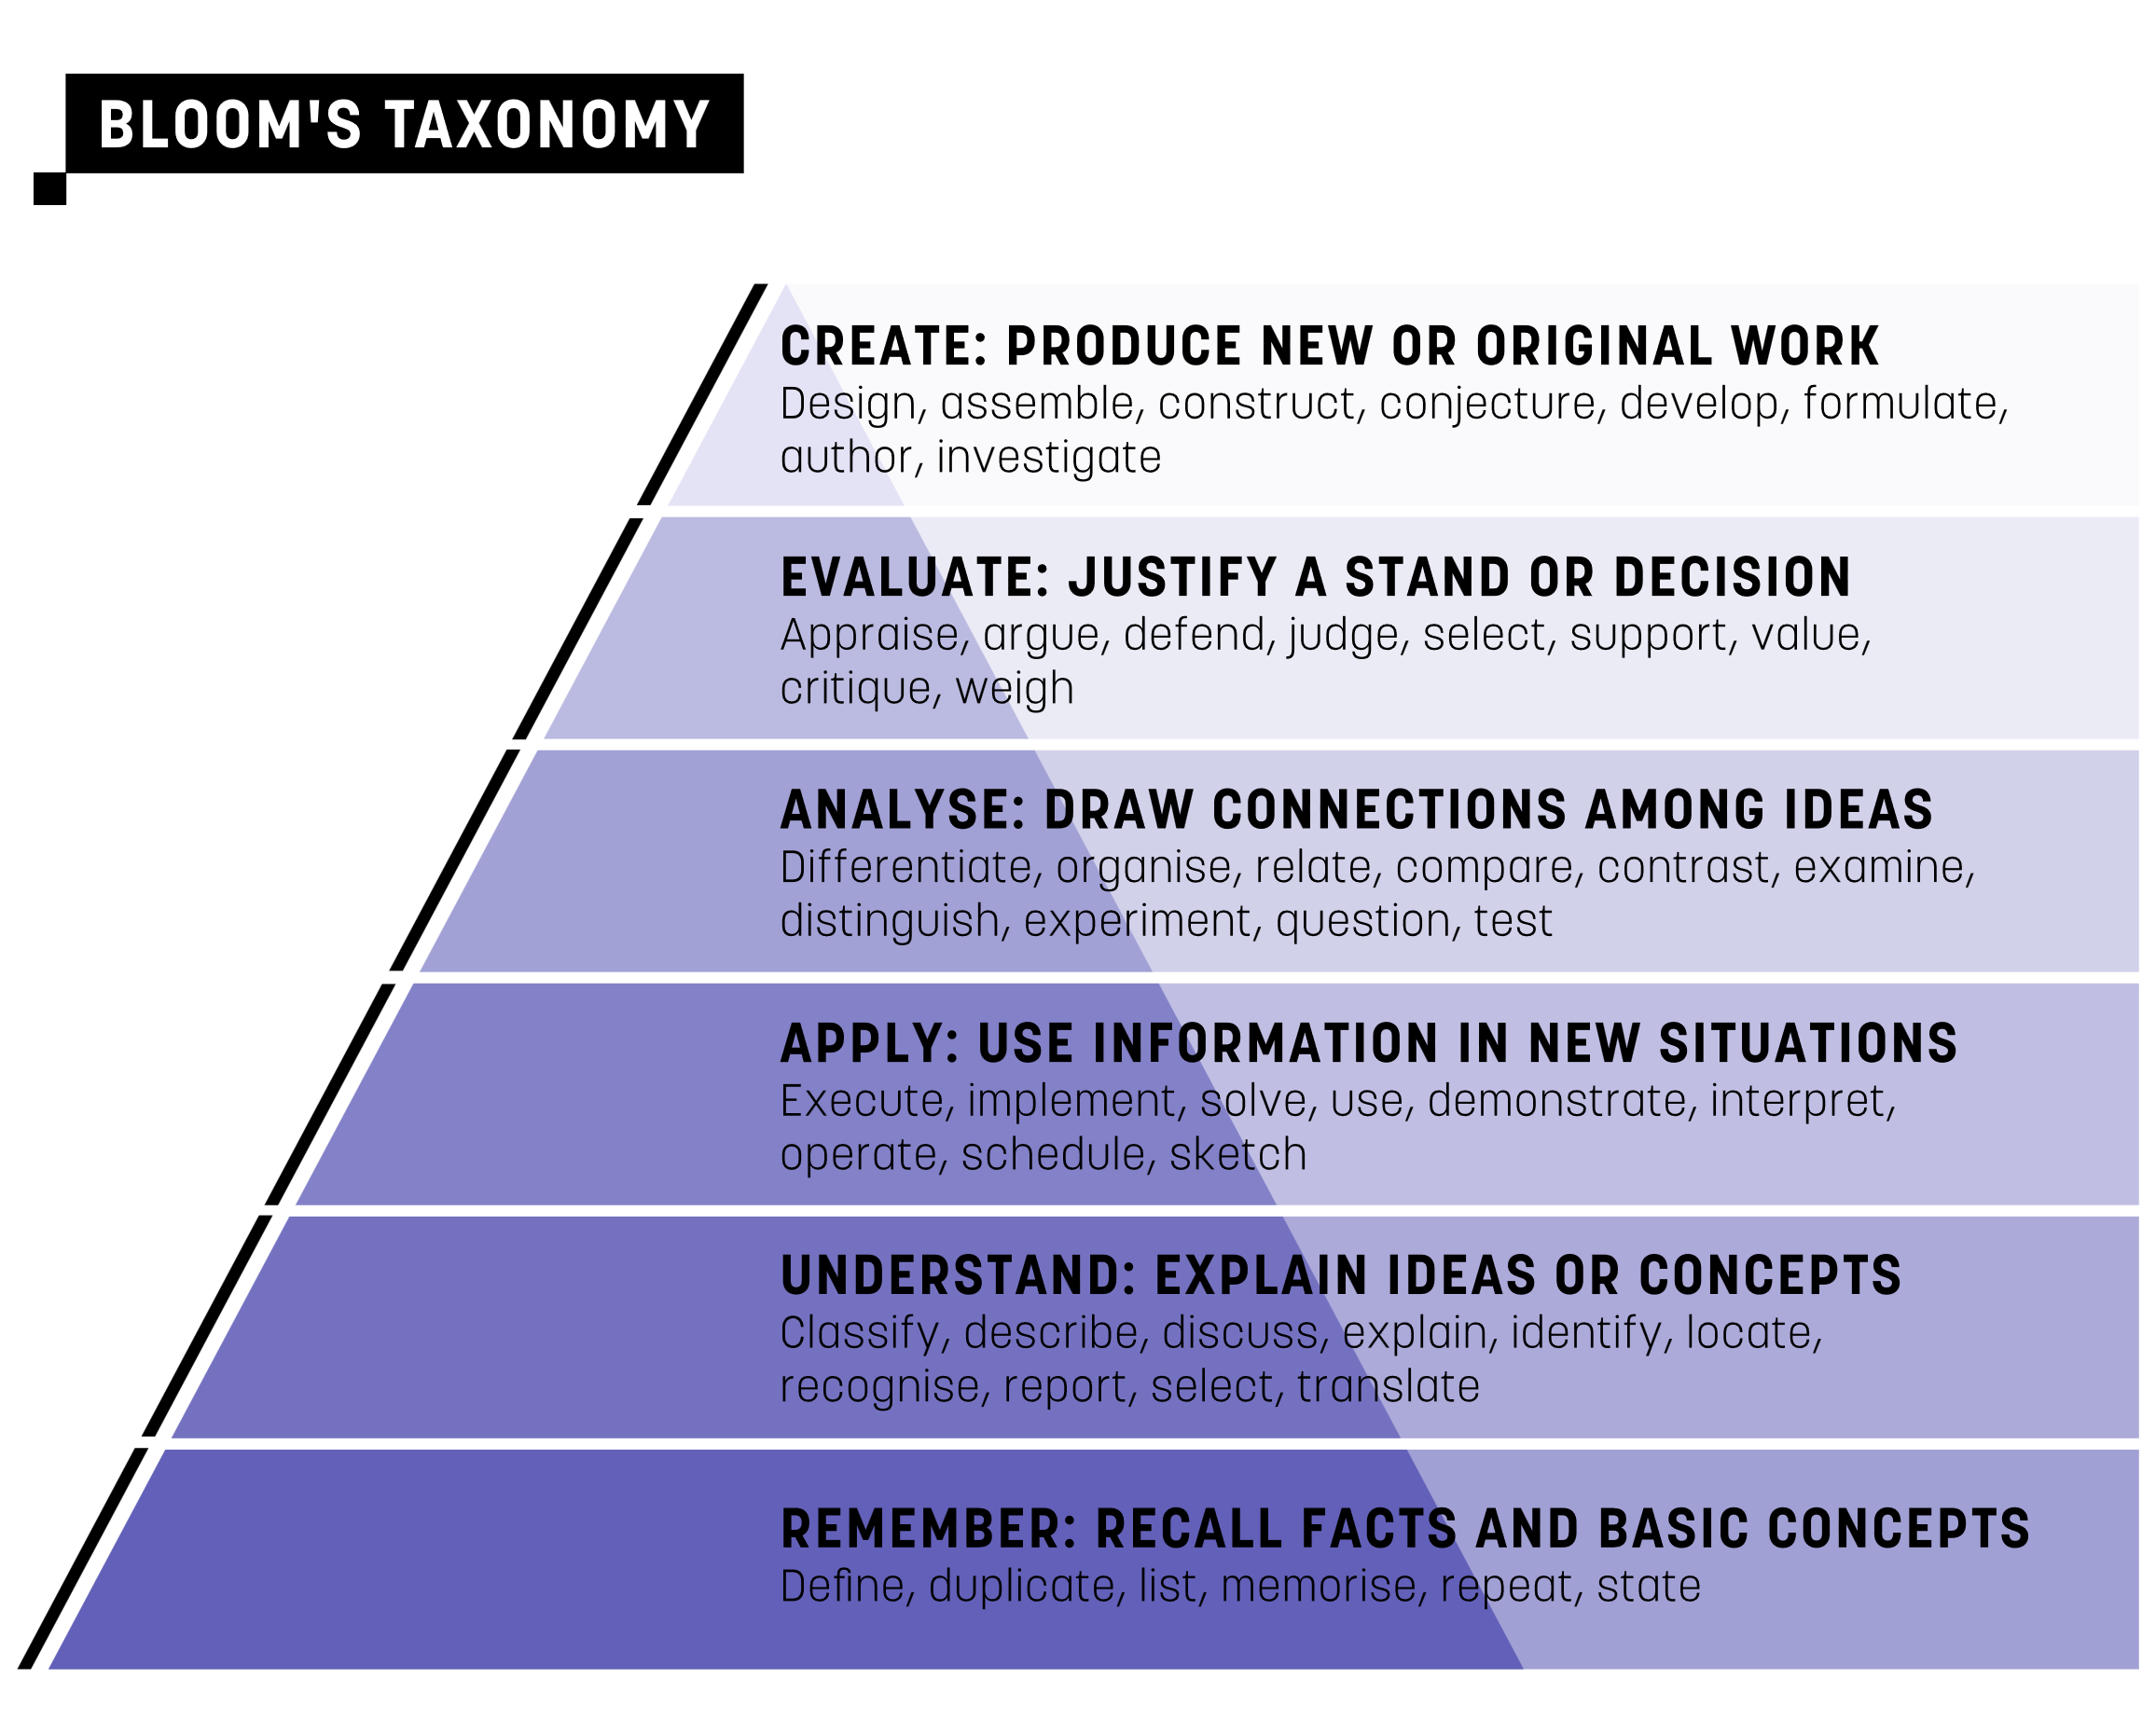 BLOOM'S TAXONOMY
CREATE: PRODUCE NEW OR ORIGINAL WORK
Design, assemble, construct, conjecture, develop, formulate,
author, investigate
EVALUATE: JUSTIFY A STAND OR DECISION
Appraise, argue, defend, judge, select, support, value,
critique, weigh
ANALYSE: DRAW CONNECTIONS AMONG IDEAS
Differentiate, organise, relate, compare, contrast, examine,
distinguish, experiment, question, test
APPLY: USE INFORMATION IN NEW SITUATIONS
Execute, implement, solve, use, demonstrate, interpret,
operate, schedule, sketch
UNDERSTAND: EXPLAIN IDEAS OR CONCEPTS
Classify, describe, discuss, explain, identify, locate,
recognise, report, select, translate
REMEMBER: RECALL FACTS AND BASIC CONCEPTS
Define, duplicate, list, memorise, repeat, state